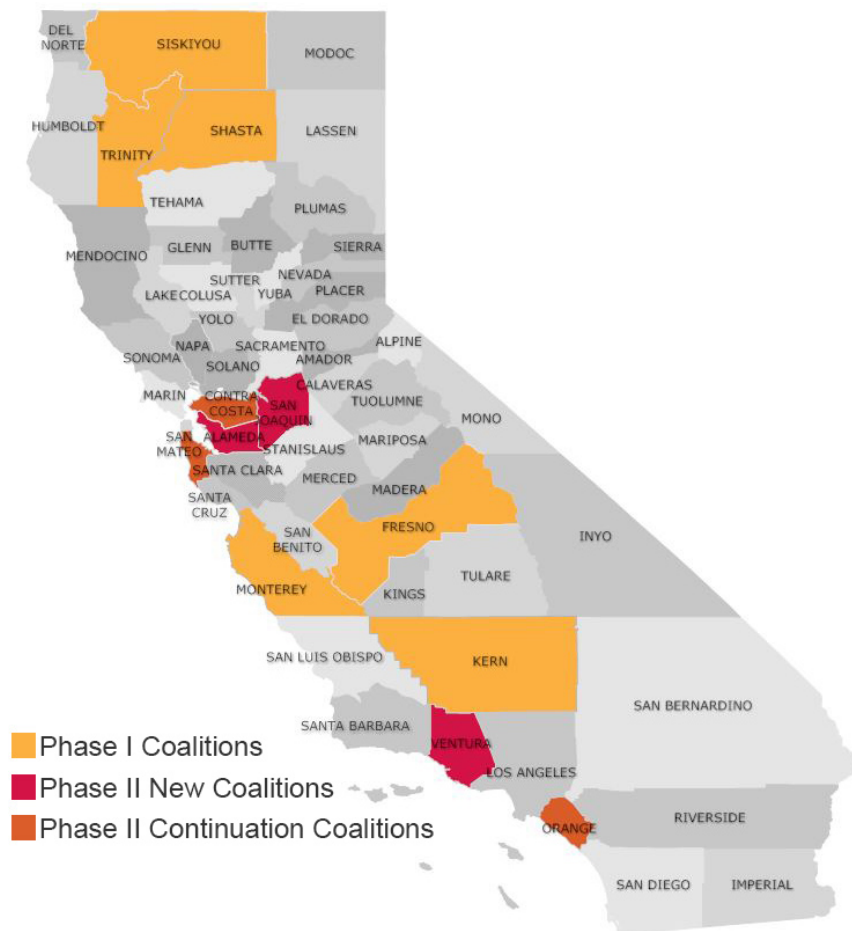 DEL
NORTE
SISKIYOU
MODOC
HUMBOLDT
TRINITY
SHASTA
LASSEN
TEHAMA
PLUMAS
MENDOCINO
GLENN
BUTTE
SIERRA
LAKE
COLUSA
SUTTER
YUBA
NEVADA
PLACER
YOLO
EL DORADO
SONOMA
NAPA
SACRAMENTO
ALPINE
SOLANO
AMADOR
MARIN
CONTRA
COSTA
SAN
JOAQUIN
CALAVERAS
TUOLUMNE
MONO
SAN
MATEO
ALAMEDA
STANISLAUS
MARIPOSA
SANTA CLARA
MERCED
MADERA
SANTA
CRUZ
SAN
BENITO
FRESNO
INYO
MONTEREY
KINGS
TULARE
SAN LUIS OBISPO
KERN
SAN BERNARDINO
SANTA BARBARA
VENTURA
LOS ANGELES
ORANGE
RIVERSIDE
SAN DIEGO
IMPERIAL
Phase I Coalitions
Phase II New Coalitions
Phase II Continuation Coalitions